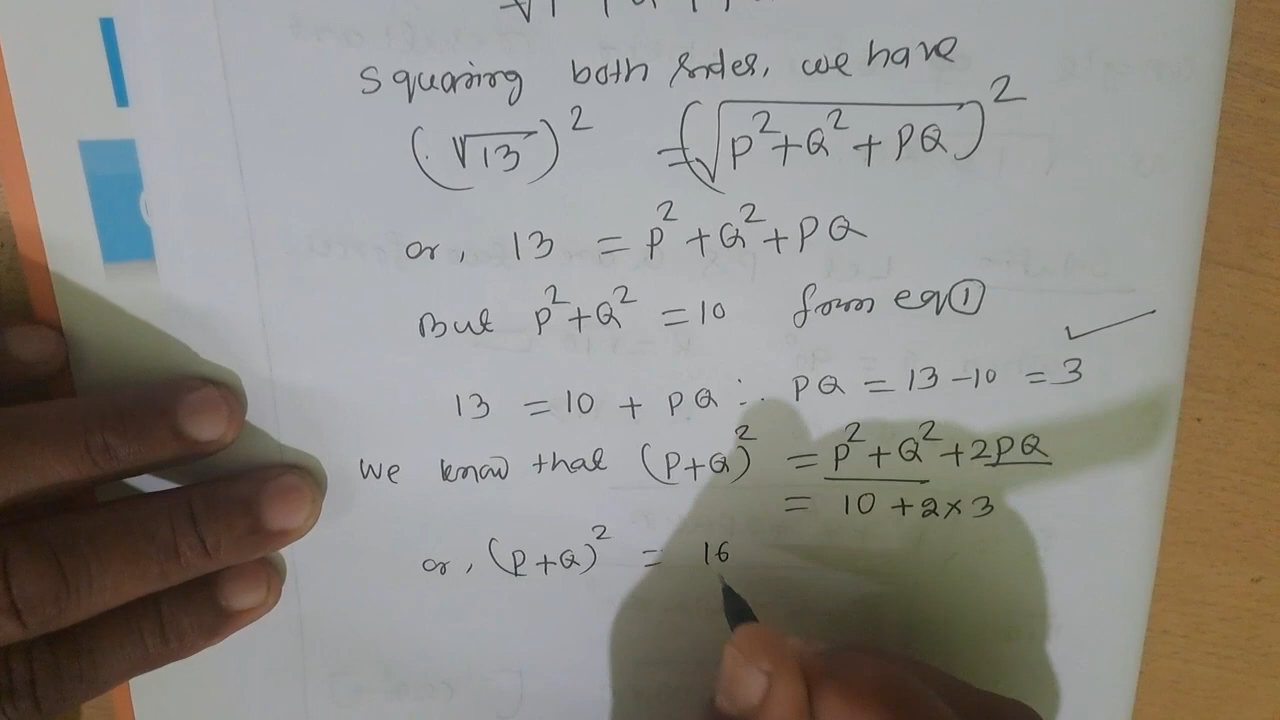 Squaring both sides, we have
(√13)² = (√P²+Q²+PQ)²
or, 13 = P²+Q²+PQ
But P²+Q² = 10 from eq①
13 = 10 + PQ ∴ PQ = 13-10 = 3
We know that (P+Q)² = P²+Q²+2PQ
= 10+2×3
or, (P+Q)² = 16